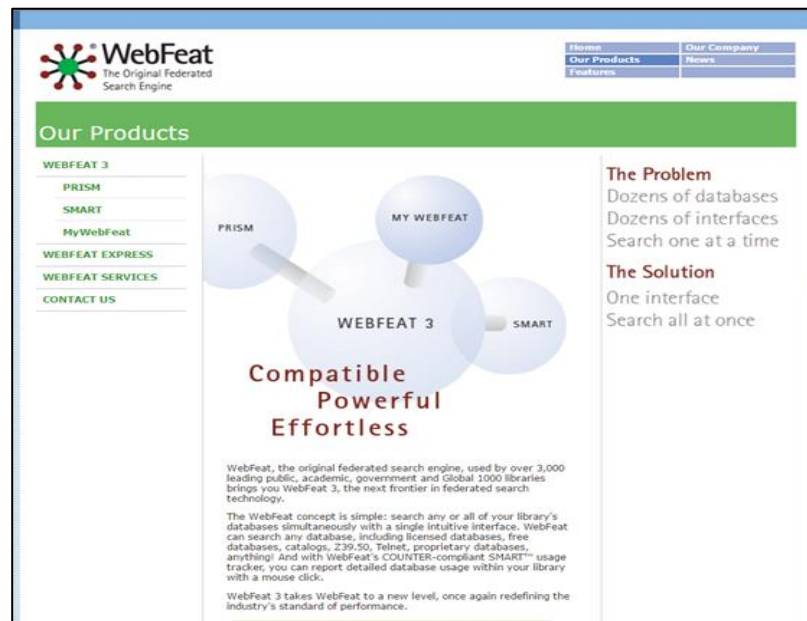 WebFeat
The Original Federated
Search Engine
Home
Our Company
Our Products
News
Features
Our Products
WEBFEAT 3
PRISM
SMART
MyWebFeat
WEBFEAT EXPRESS
WEBFEAT SERVICES
CONTACT US
PRISM
MY WEBFEAT
WEBFEAT 3
SMART
Compatible
Powerful
Effortless
WebFeat, the original federated search engine, used by over 3,000
leading public, academic, government and Global 1000 libraries
brings you WebFeat 3, the next frontier in federated search
technology.
The WebFeat concept is simple: search any or all of your library's
databases simultaneously with a single intuitive interface. WebFeat
can search any database, including licensed databases, free
databases, catalogs, Z39.50, Telnet, proprietary databases,
anything! And with WebFeat's COUNTER-compliant SMART™ usage
tracker, you can report detailed database usage within your library
with a mouse click.
WebFeat 3 takes WebFeat to a new level, once again redefining the
industry's standard of performance.
The Problem
Dozens of databases
Dozens of interfaces
Search one at a time
The Solution
One interface
Search all at once